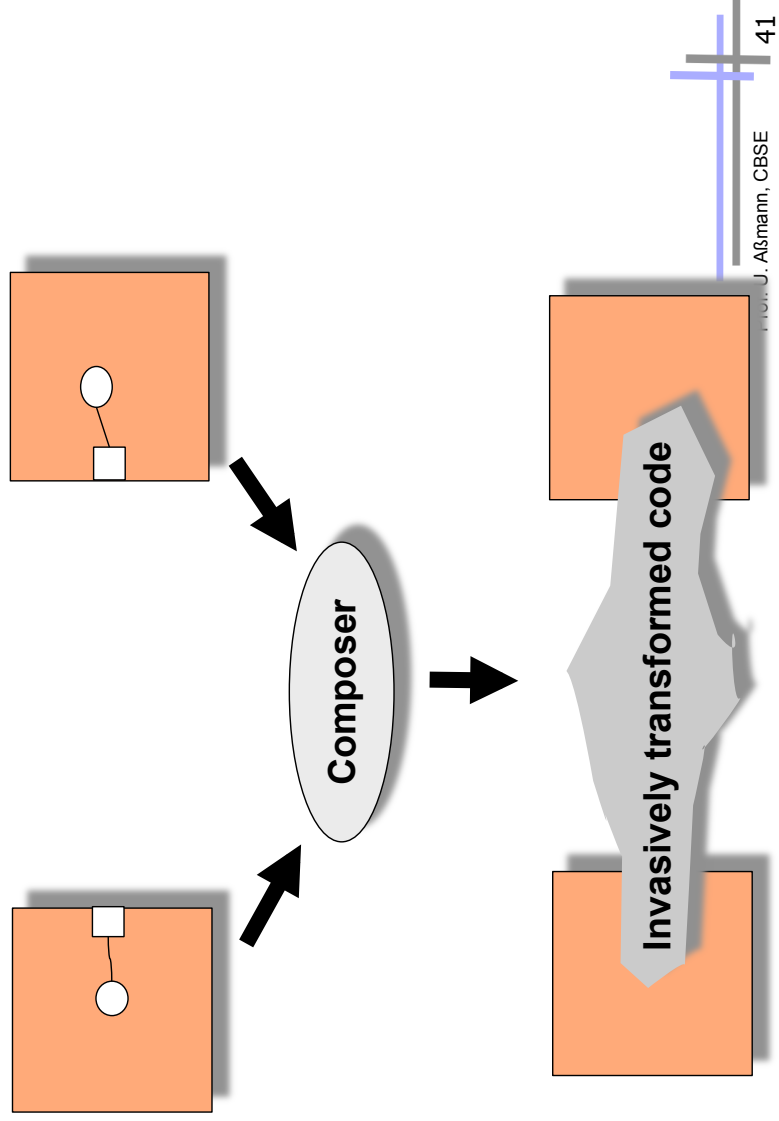 Composer
Invasively transformed code
U. Aßmann, CBSE
41